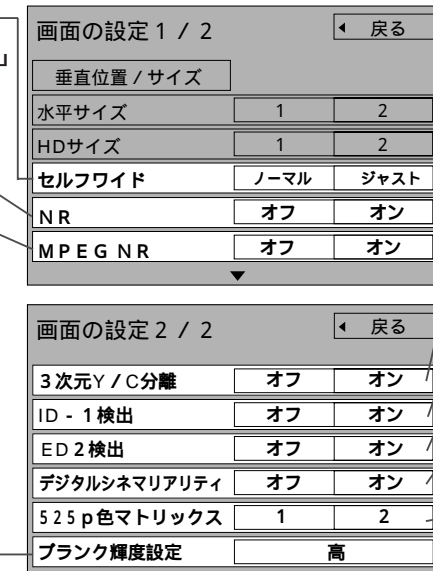 」
画面の設定1 / 2 ◀ 戻る
垂直位置 / サイズ
水平サイズ 1 2
HDサイズ 1 2
セルフワイド ノーマル ジャスト
NR オフ オン
MPEG NR オフ オン
▼
画面の設定2 / 2 ◀ 戻る
3次元Y/C分離 オフ オン
ID-1検出 オフ オン
ED2検出 オフ オン
デジタルシネマリアリティ オフ オン
525p色マトリックス 1 2
ブランク輝度設定 高